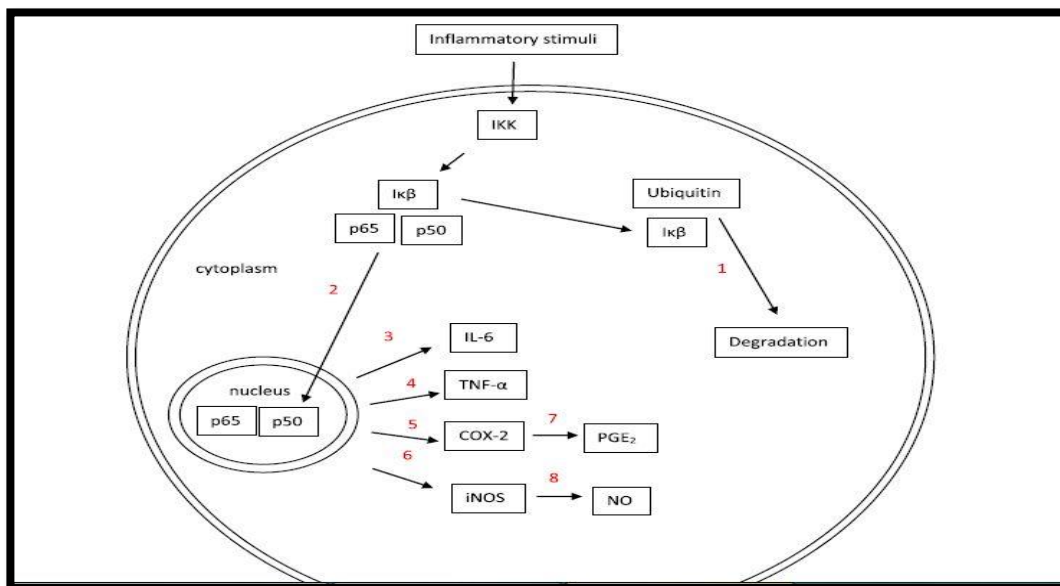 Inflammatory stimuli
IKK
Iκβ
Ubiquitin
p65 p50
Iκβ
cytoplasm
1
2
Degradation
3
IL-6
nucleus
4
TNF-α
p65 p50
5
COX-2
7
PGE₂
6
iNOS
8
NO